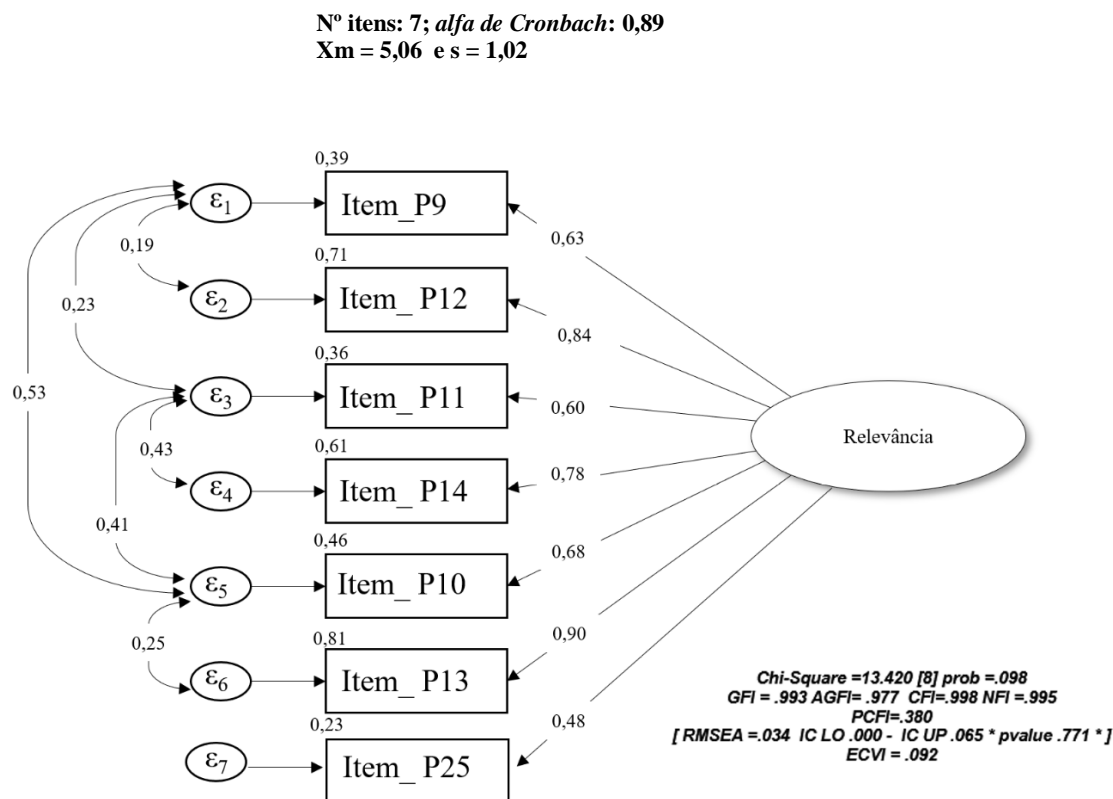 Nº itens: 7; alfa de Cronbach: 0,89
Xm = 5,06 e s = 1,02
0,39
ε1
Item_P9
0,63
0,19
0,71
ε2
Item_ P12
0,84
0,23
0,36
ε3
Item_ P11
0,60
0,53
Relevância
0,43
0,61
ε4
Item_ P14
0,78
0,41
0,46
ε5
Item_ P10
0,68
0,25
0,81
ε6
Item_ P13
0,90
0,23
ε7
Item_ P25
0,48
Chi-Square =13.420 [8] prob =.098
GFI = .993 AGFI= .977 CFI=.998 NFI =.995
PCFI=.380
[ RMSEA =.034 IC LO .000 - IC UP .065 * pvalue .771 * ]
ECVI = .092